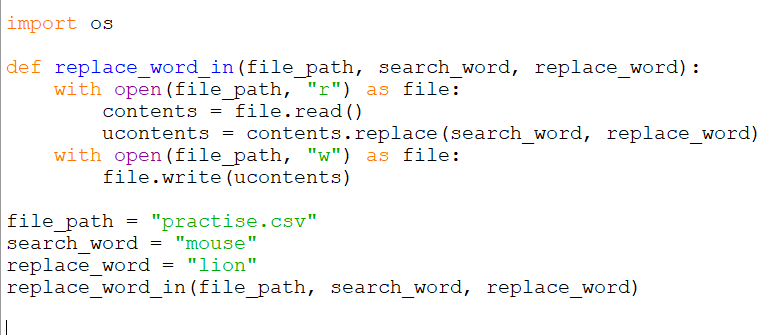 import os

def replace_word_in(file_path, search_word, replace_word):
    with open(file_path, "r") as file:
        contents = file.read()
        ucontents = contents.replace(search_word, replace_word)
    with open(file_path, "w") as file:
        file.write(ucontents)

file_path = "practise.csv"
search_word = "mouse"
replace_word = "lion"
replace_word_in(file_path, search_word, replace_word)